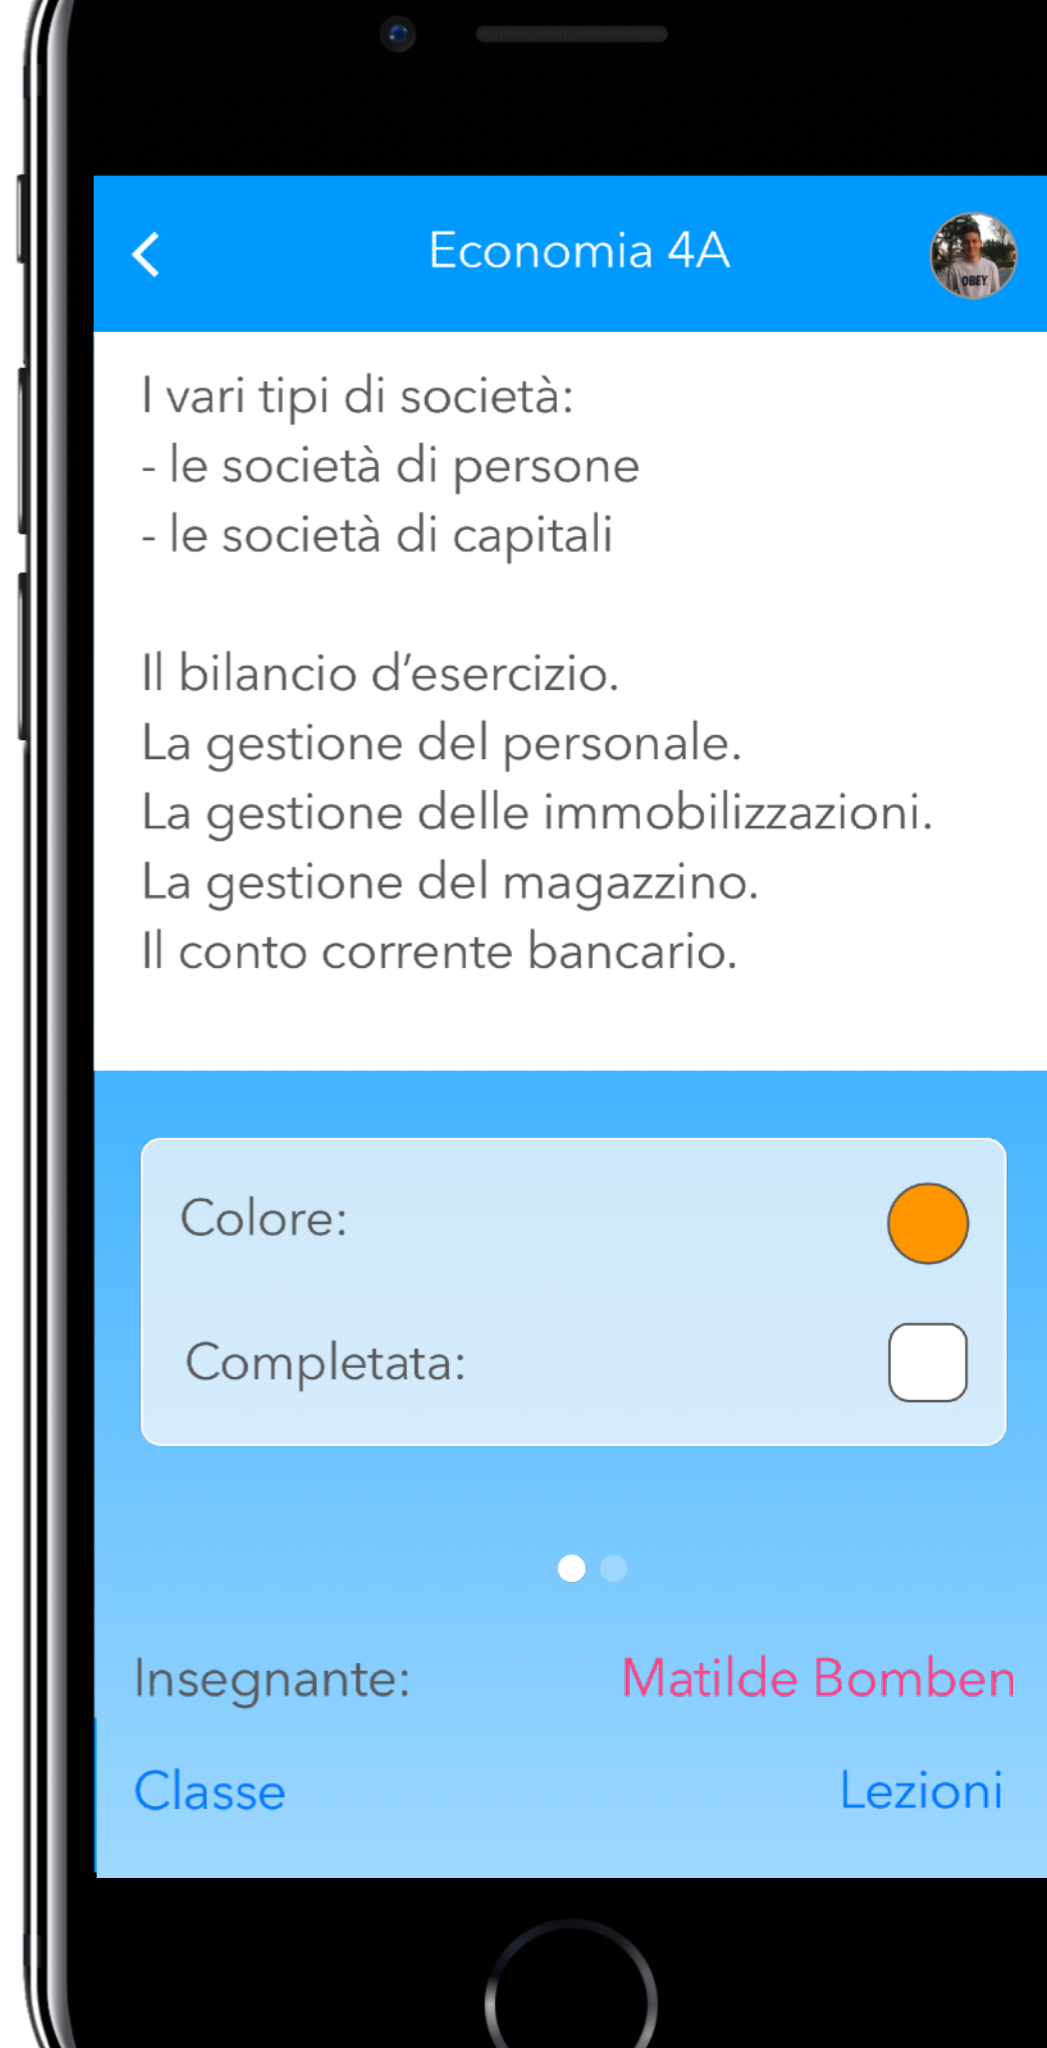 Economia 4A
OBEY
I vari tipi di società:
- le società di persone
- le società di capitali
Il bilancio d’esercizio.
La gestione del personale.
La gestione delle immobilizzazioni.
La gestione del magazzino.
Il conto corrente bancario.
Colore:
Completata:
Insegnante: Matilde Bomben
Classe Lezioni